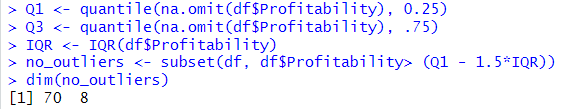 > Q1 <- quantile(na.omit(df$Profitability), 0.25)
> Q3 <- quantile(na.omit(df$Profitability), .75)
> IQR <- IQR(df$Profitability)
> no_outliers <- subset(df, df$Profitability> (Q1 - 1.5*IQR))
> dim(no_outliers)
[1] 70  8